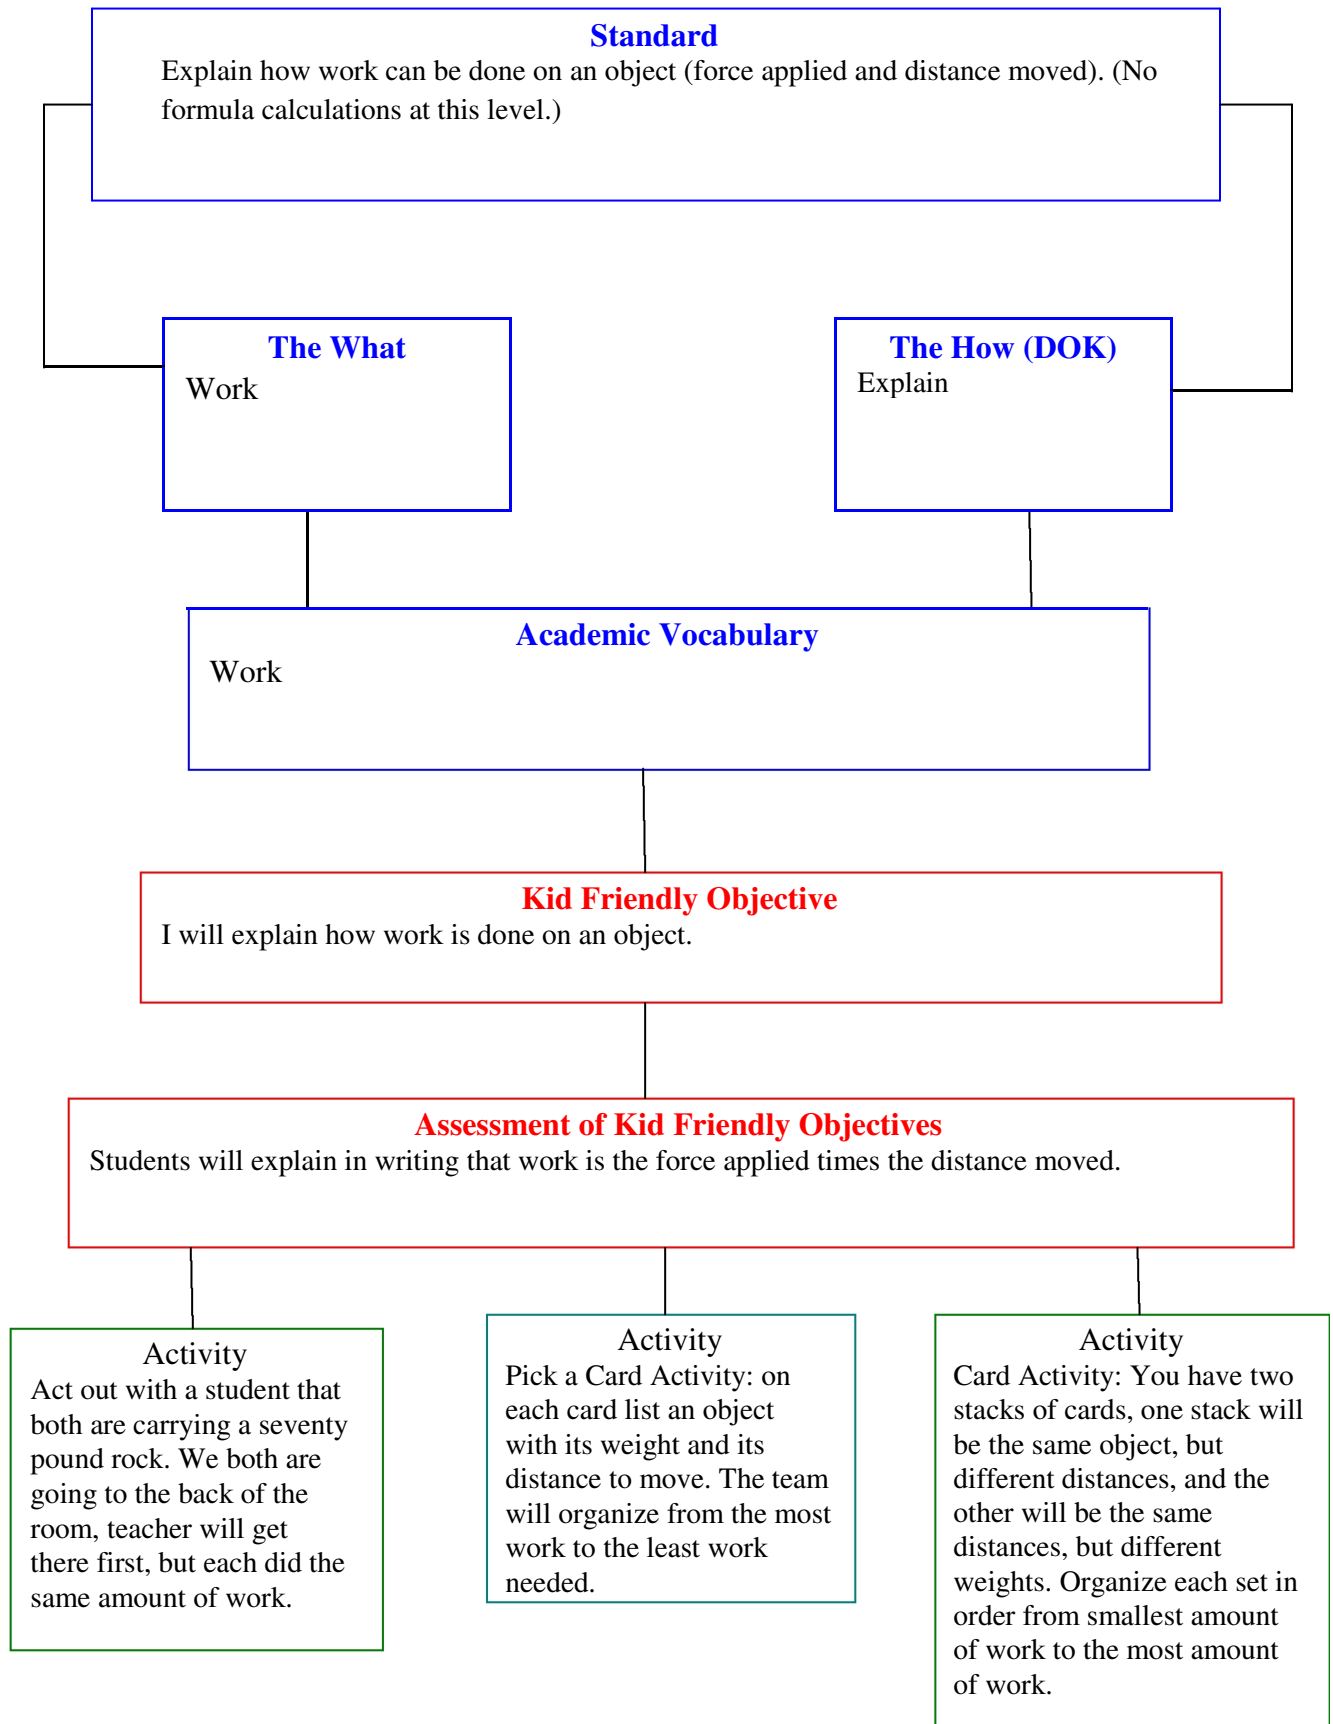 Standard
Explain how work can be done on an object (force applied and distance moved). (No
formula calculations at this level.)
The What
Work
The How (DOK)
Explain
Academic Vocabulary
Work
Kid Friendly Objective
I will explain how work is done on an object.
Assessment of Kid Friendly Objectives
Students will explain in writing that work is the force applied times the distance moved.
Activity
Act out with a student that
both are carrying a seventy
pound rock. We both are
going to the back of the
room, teacher will get
there first, but each did the
same amount of work.
Activity
Pick a Card Activity: on
each card list an object
with its weight and its
distance to move. The team
will organize from the most
work to the least work
needed.
Activity
Card Activity: You have two
stacks of cards, one stack will
be the same object, but
different distances, and the
other will be the same
distances, but different
weights. Organize each set in
order from smallest amount
of work to the most amount
of work.